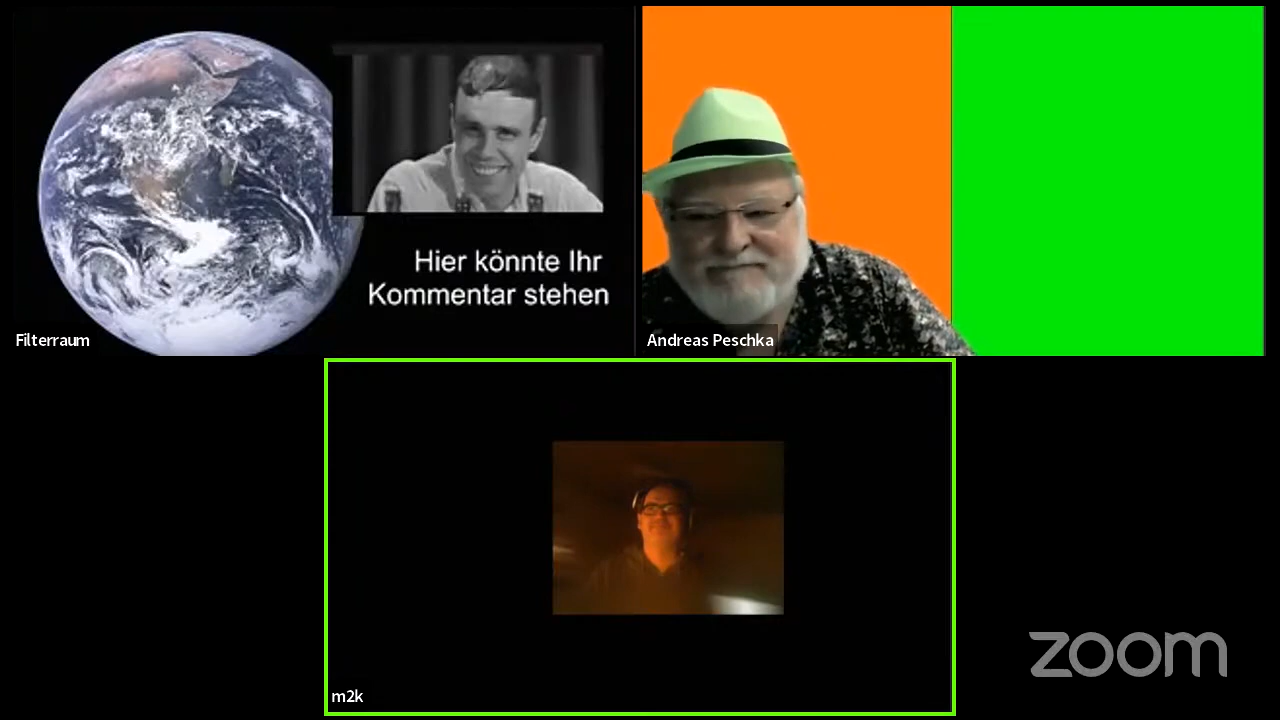 Hier könnte Ihr
Kommentar stehen
Filterraum
Andreas Peschka
m2k
zoom